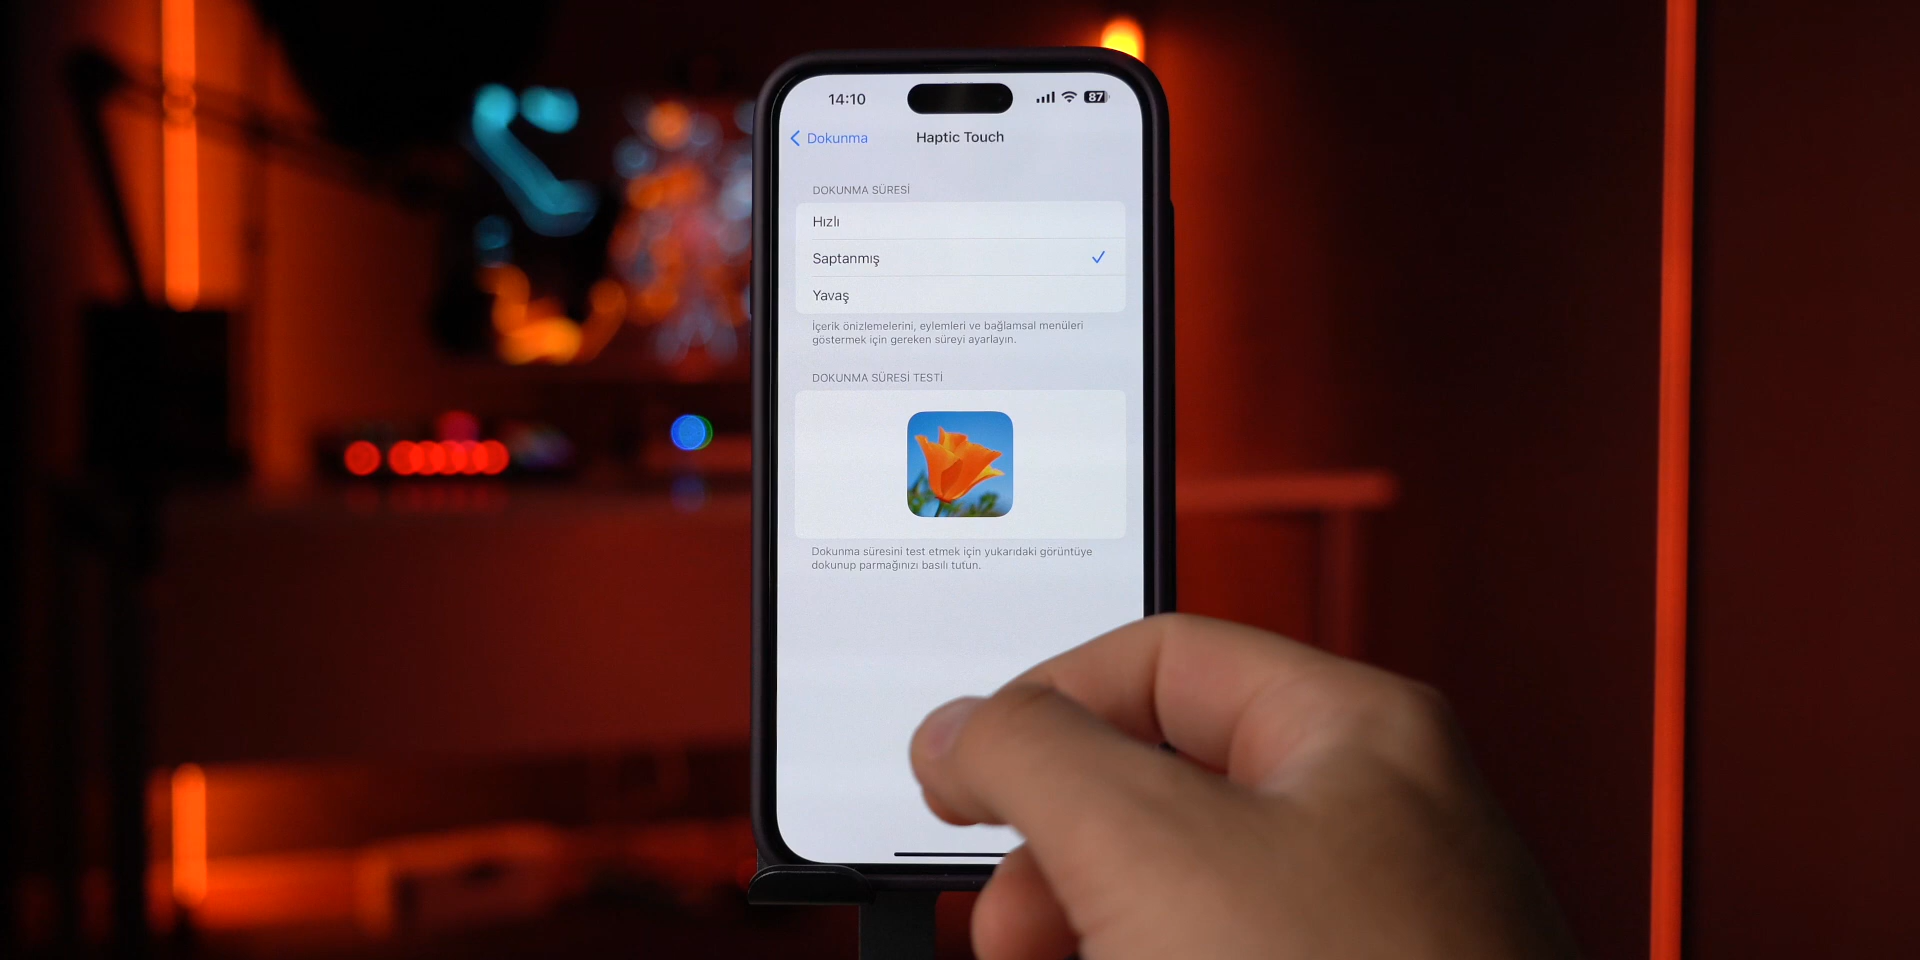 14:10
87
Dokunma
Haptic Touch
DOKUNMA SÜRESİ
Hızlı
Saptanmış
Yavaş
İçerik önizlemelerini, eylemleri ve bağlamsal menüleri
göstermek için gereken süreyi ayarlayın.
DOKUNMA SÜRESİ TESTİ
Dokunma süresini test etmek için yukarıdaki görüntüye
dokunup parmağınızı basılı tutun.